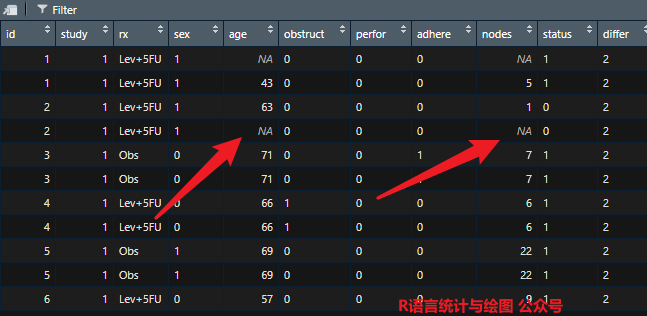 Filter
id study rx sex age obstruct perfor adhere nodes status differ
1 1 Lev+5FU 1 NA 0 0 0 NA 1 2
1 1 Lev+5FU 1 43 0 0 0 5 1 2
2 1 Lev+5FU 1 63 0 0 0 1 0 2
2 1 Lev+5FU 1 NA 0 0 0 NA 0 2
3 1 Obs 0 71 0 0 1 7 1 2
3 1 Obs 0 71 0 0 7 1 2
4 1 Lev+5FU 0 66 1 0 0 6 1 2
4 1 Lev+5FU 0 66 1 0 0 6 1 2
5 1 Obs 1 69 0 0 0 22 1 2
5 1 Obs 1 69 0 0 0 22 1 2
6 1 Lev+5FU 0 57 0 0 0 9 1 2
R语言统计与绘图 公众号